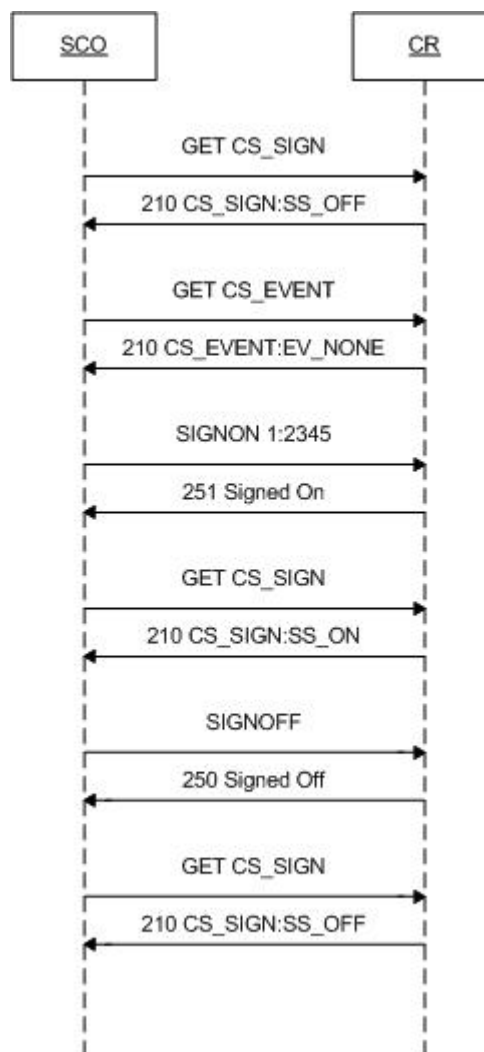 SCO
CR
GET CS_SIGN
210 CS_SIGN:SS_OFF
GET CS_EVENT
210 CS_EVENT:EV_NONE
SIGNON 1:2345
251 Signed On
GET CS_SIGN
210 CS_SIGN:SS_ON
SIGNOFF
250 Signed Off
GET CS_SIGN
210 CS_SIGN:SS_OFF